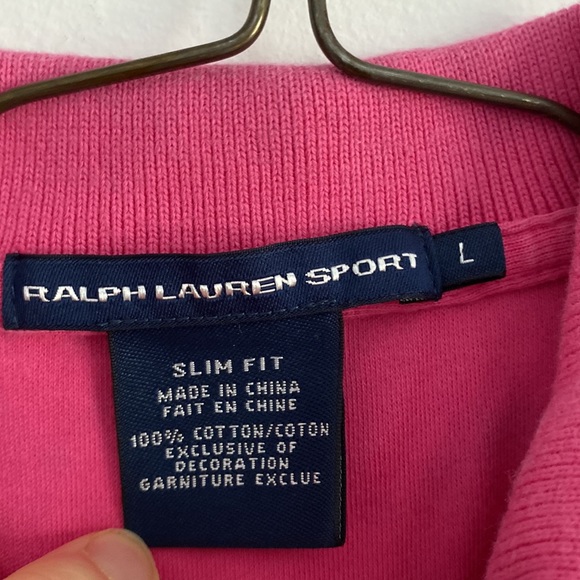 RALPH LAUREN SPORT
L
SLIM FIT
MADE IN CHINA
FAIT EN CHINE
100% COTTON/COTON
EXCLUSIVE OF
DECORATION
GARNITURE EXCLUE